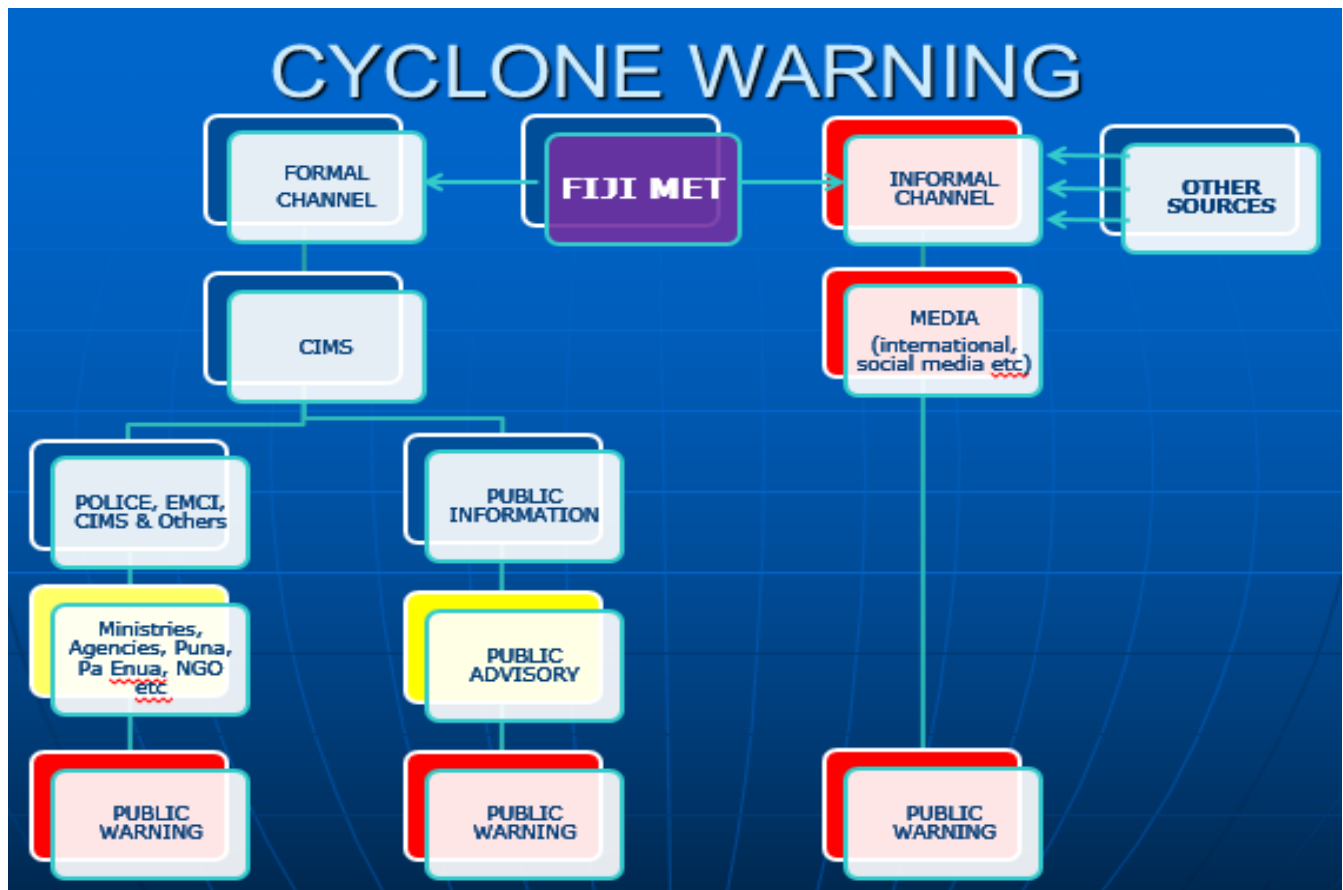 CYCLONE WARNING
FORMAL
CHANNEL
FIJI MET
INFORMAL
CHANNEL
OTHER
SOURCES
CIMS
MEDIA
(international,
social media etc)
POLICE, EMCI,
CIMS & Others
PUBLIC
INFORMATION
Ministries,
Agencies, Puna,
Pa Enua, NGO
etc
PUBLIC
ADVISORY
PUBLIC
WARNING
PUBLIC
WARNING
PUBLIC
WARNING